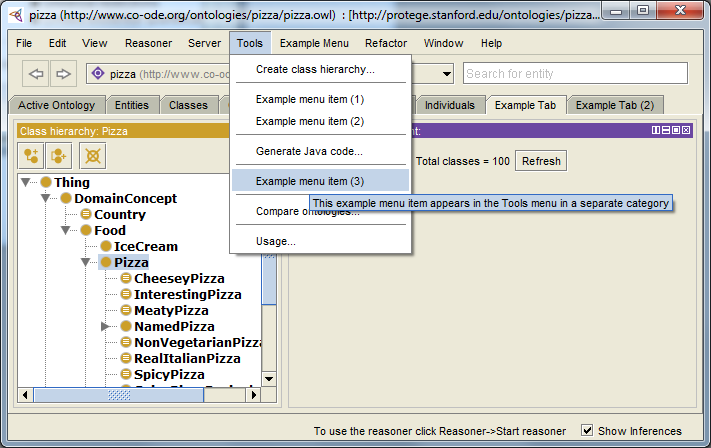 pizza (http://www.co-ode.org/ontologies/pizza/pizza.owl) : [http://protege.stanford.edu/ontologies/pizza...
File Edit View Reasoner Server Tools Example Menu Refactor Window Help
pizza (http://www.co-ode
Search for entity
Active Ontology Entities Classes Individuals Example Tab Example Tab (2)
Create class hierarchy...
Example menu item (1)
Example menu item (2)
Generate Java code...
Example menu item (3)
This example menu item appears in the Tools menu in a separate category
Compare ontologies...
Usage...
Class hierarchy: Pizza
Thing
DomainConcept
Country
Food
IceCream
Pizza
CheeseyPizza
InterestingPizza
MeatyPizza
NamedPizza
NonVegetarianPizza
RealItalianPizza
SpicyPizza
Total classes = 100 Refresh
To use the reasoner click Reasoner->Start reasoner Show Inferences